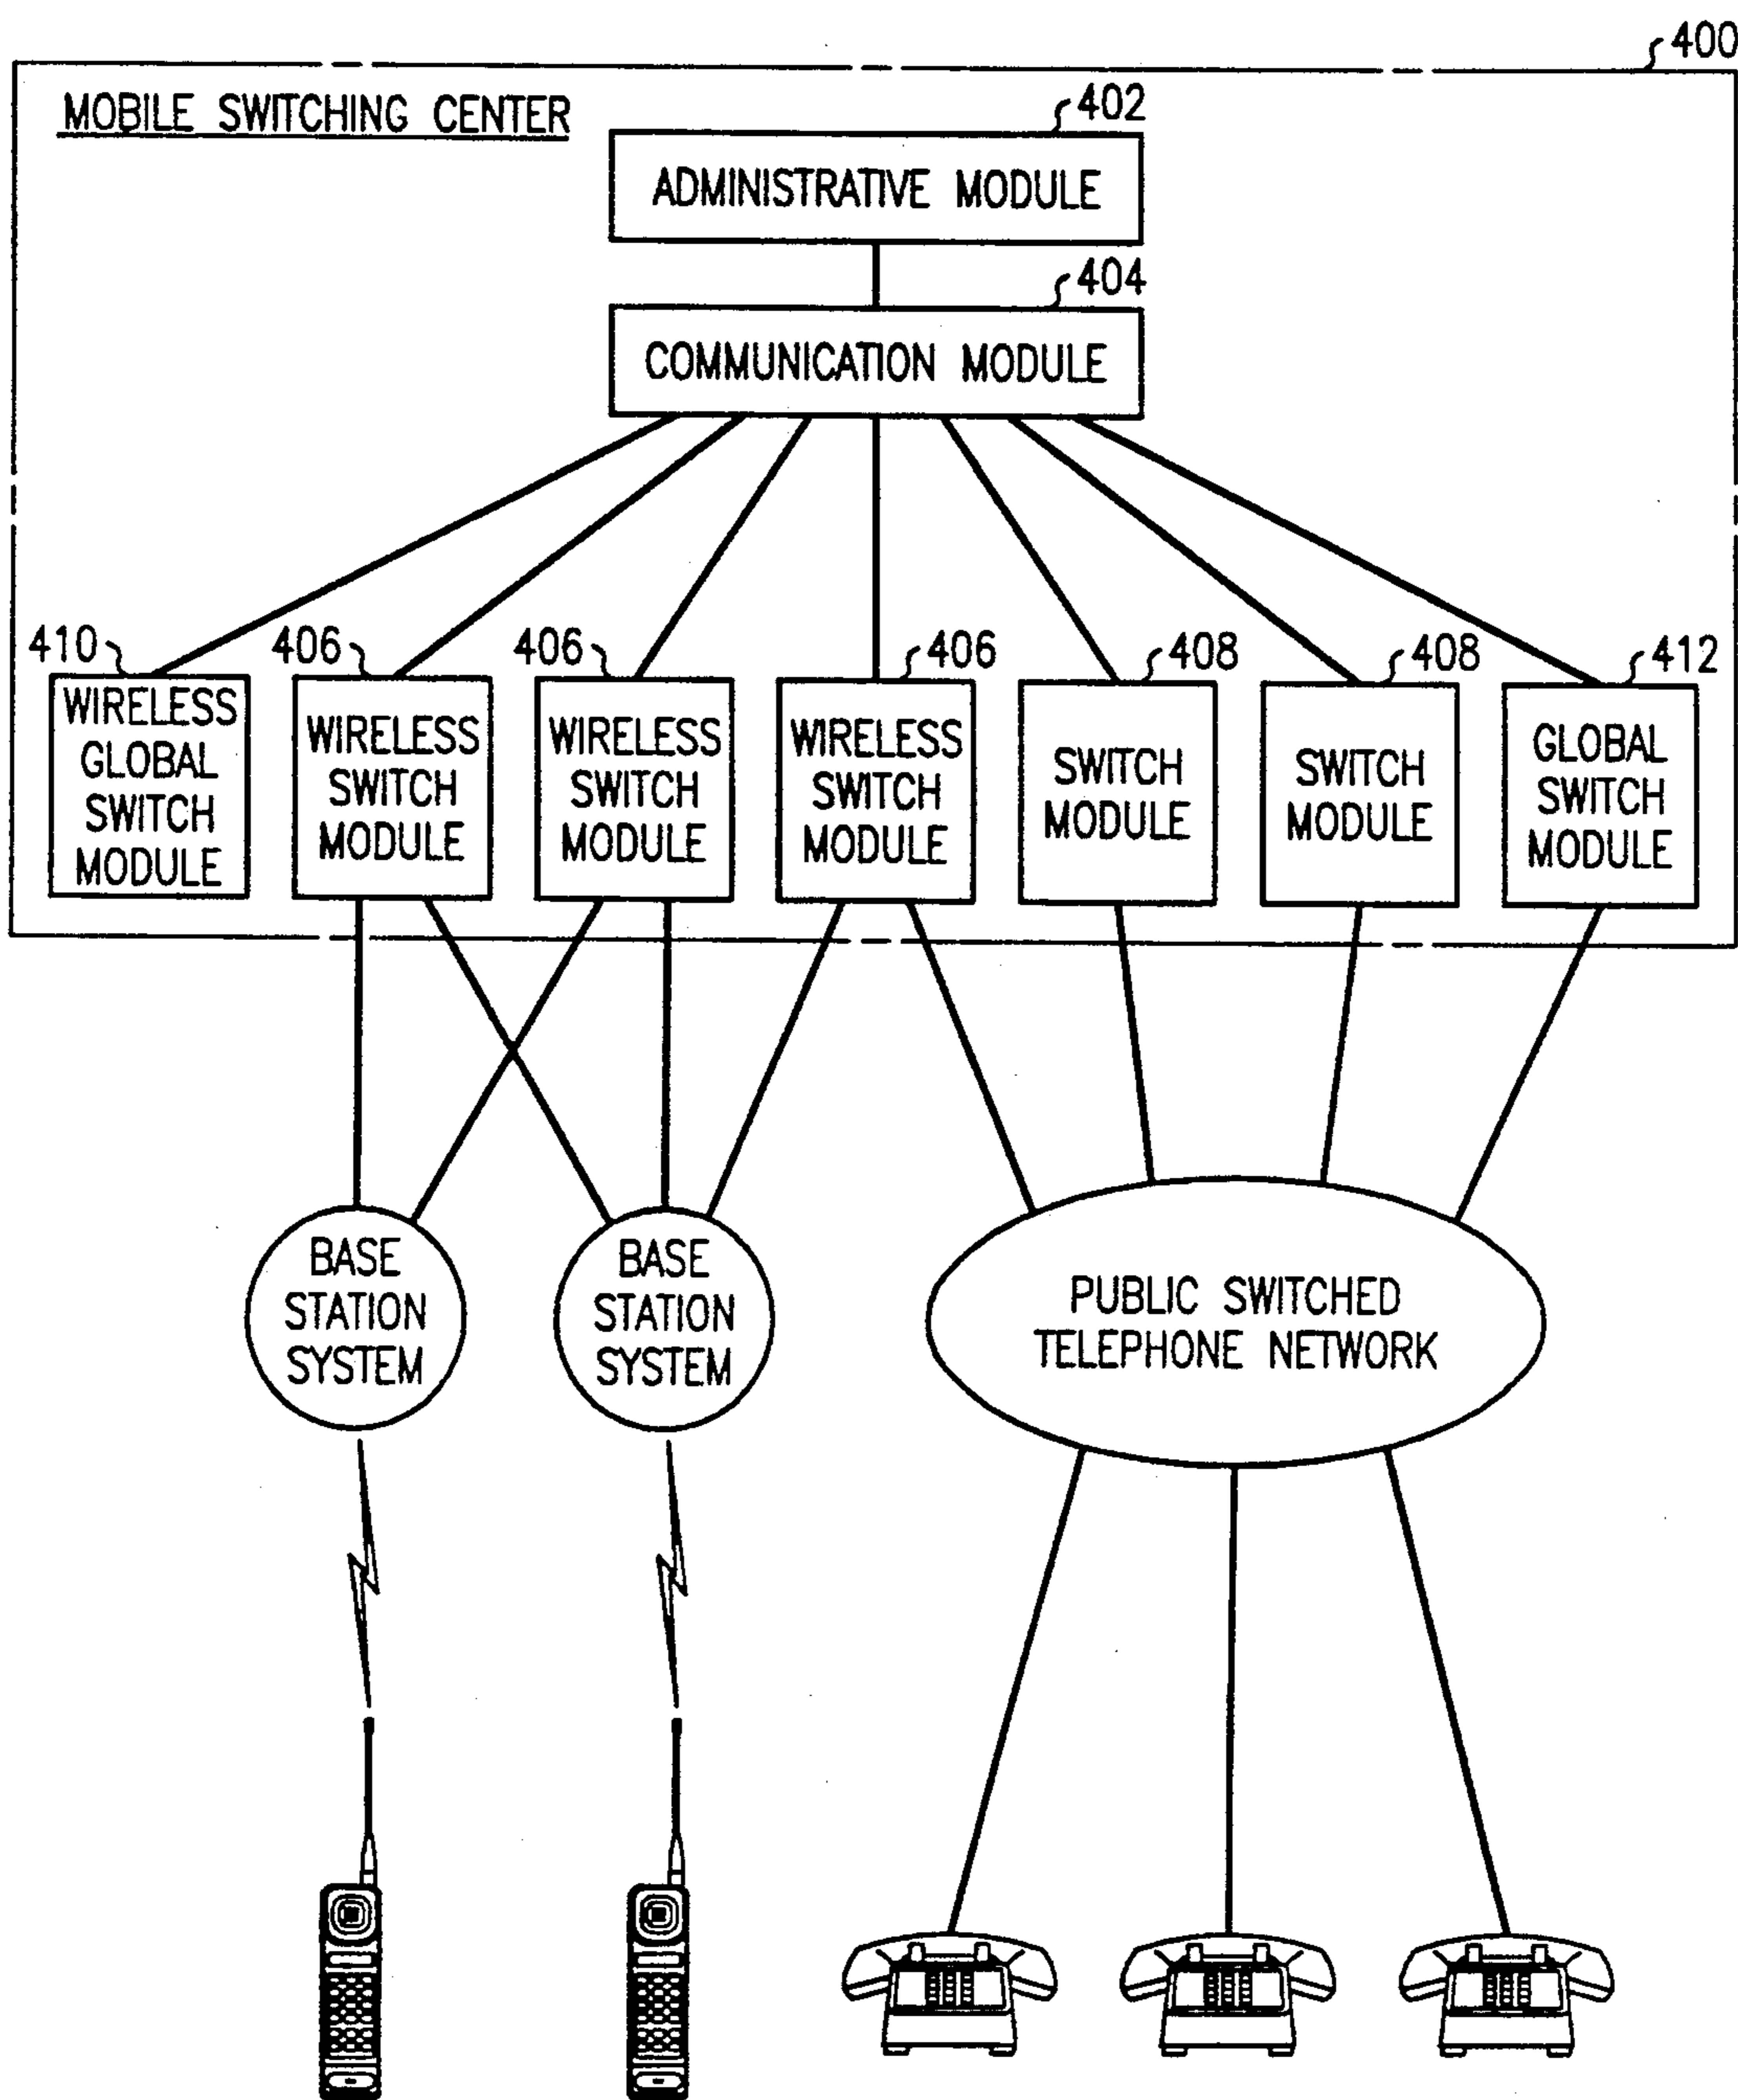 400
MOBILE SWITCHING CENTER
402
ADMINISTRATIVE MODULE
404
COMMUNICATION MODULE
410
WIRELESS
GLOBAL
SWITCH
MODULE
406
WIRELESS
SWITCH
MODULE
406
WIRELESS
SWITCH
MODULE
406
WIRELESS
SWITCH
MODULE
408
SWITCH
MODULE
408
SWITCH
MODULE
412
GLOBAL
SWITCH
MODULE
BASE
STATION
SYSTEM
BASE
STATION
SYSTEM
PUBLIC SWITCHED
TELEPHONE NETWORK